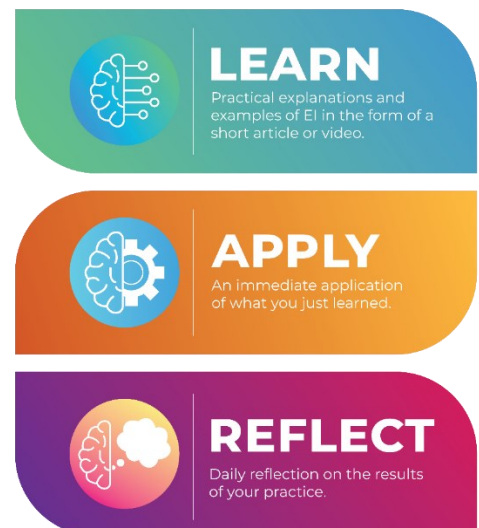 LEARN
Practical explanations and
examples of EI in the form of a
short article or video.
APPLY
An immediate application
of what you just learned.
REFLECT
Daily reflection on the results
of your practice.